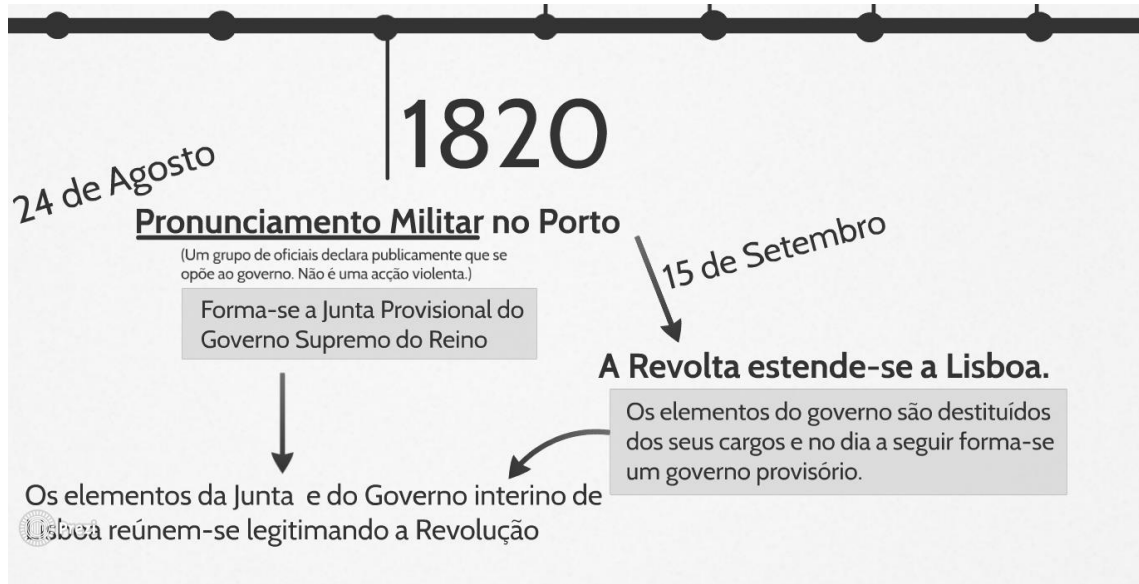 1820
24 de Agosto
Pronunciamento Militar no Porto
(Um grupo de oficiais declara publicamente que se
opõe ao governo. Não é uma acção violenta.)
Forma-se a Junta Provisional do
Governo Supremo do Reino
15 de Setembro
A Revolta estende-se a Lisboa.
Os elementos do governo são destituídos
dos seus cargos e no dia a seguir forma-se
um governo provisório.
Os elementos da Junta e do Governo interino de
Lisboa reúnem-se legitimando a Revolução
Prezi